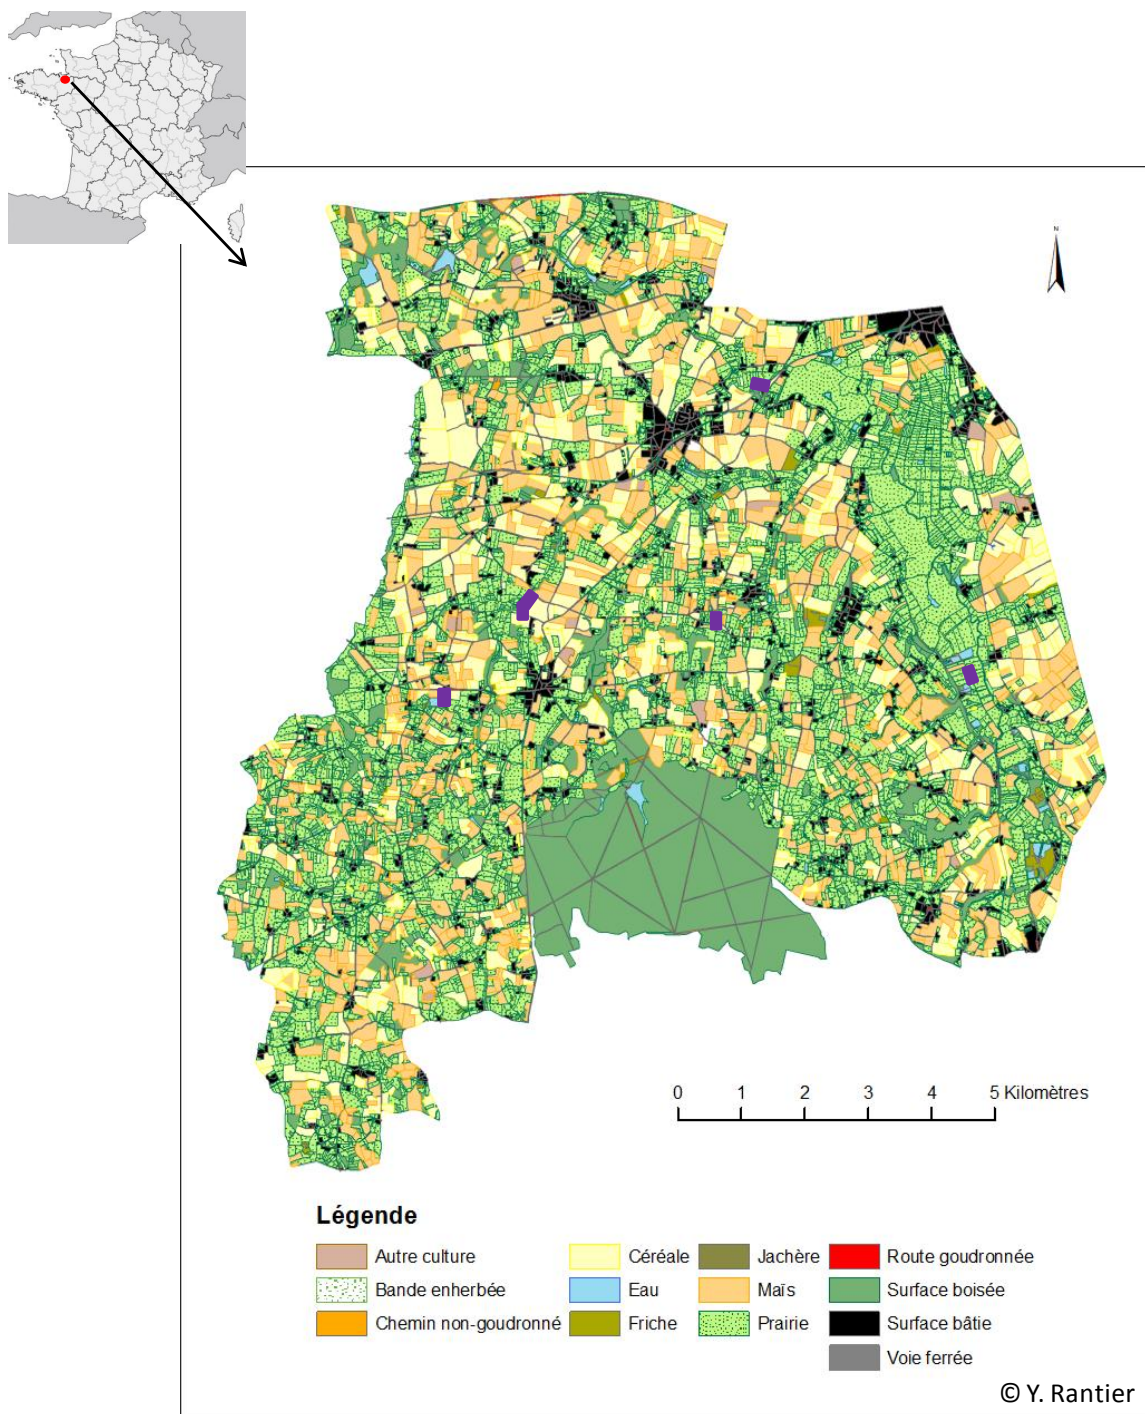 N
0 1 2 3 4 5 Kilomètres
Légende
Autre culture
Céréale
Jachère
Route goudronnée
Bande enherbée
Eau
Maïs
Surface boisée
Chemin non-goudronné
Friche
Prairie
Surface bâtie
Voie ferrée
© Y. Rantier